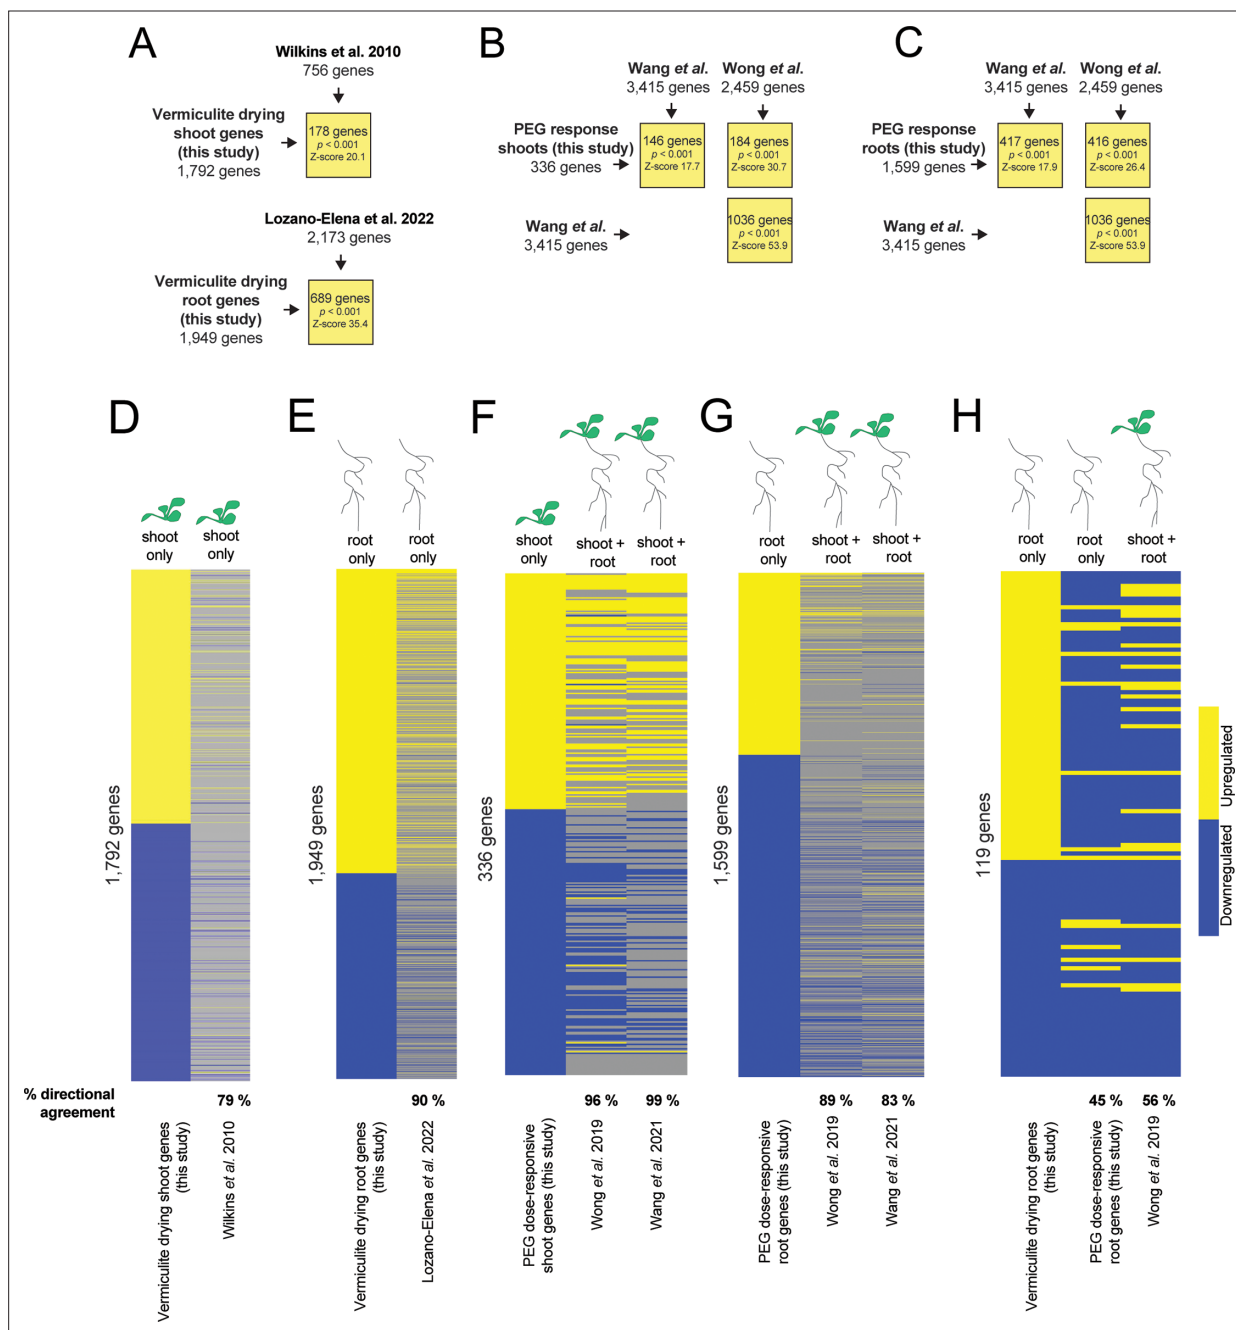 A
Wilkins et al. 2010
756 genes
Vermiculite drying
shoot genes
(this study)
1,792 genes
178 genes
p < 0.001
Z-score 20.1
Lozano-Elena et al. 2022
2,173 genes
Vermiculite drying
root genes
(this study)
1,949 genes
689 genes
p < 0.001
Z-score 35.4
B
Wang et al.
3,415 genes
Wong et al.
2,459 genes
PEG response
shoots (this study)
336 genes
146 genes
p < 0.001
Z-score 17.7
184 genes
p < 0.001
Z-score 30.7
Wang et al.
3,415 genes
1036 genes
p < 0.001
Z-score 53.9
C
Wang et al.
3,415 genes
Wong et al.
2,459 genes
PEG response
roots (this study)
1,599 genes
417 genes
p < 0.001
Z-score 17.9
416 genes
p < 0.001
Z-score 26.4
Wang et al.
3,415 genes
1036 genes
p < 0.001
Z-score 53.9
D
shoot
only
shoot
only
1,792 genes
% directional
agreement
79 %
Vermiculite drying shoot genes
(this study)
Wilkins et al. 2010
E
root
only
root
only
1,949 genes
90 %
Vermiculite drying root genes
(this study)
Lozano-Elena et al. 2022
F
shoot
only
shoot +
root
shoot +
root
336 genes
96 %
99 %
PEG dose-responsive
shoot genes (this study)
Wong et al. 2019
Wang et al. 2021
G
root
only
shoot +
root
shoot +
root
1,599 genes
89 %
83 %
PEG dose-responsive
root genes (this study)
Wong et al. 2019
Wang et al. 2021
H
root
only
root
only
shoot +
root
119 genes
45 %
56 %
Vermiculite drying root genes
(this study)
PEG dose-responsive
root genes (this study)
Wong et al. 2019
Upregulated
Downregulated